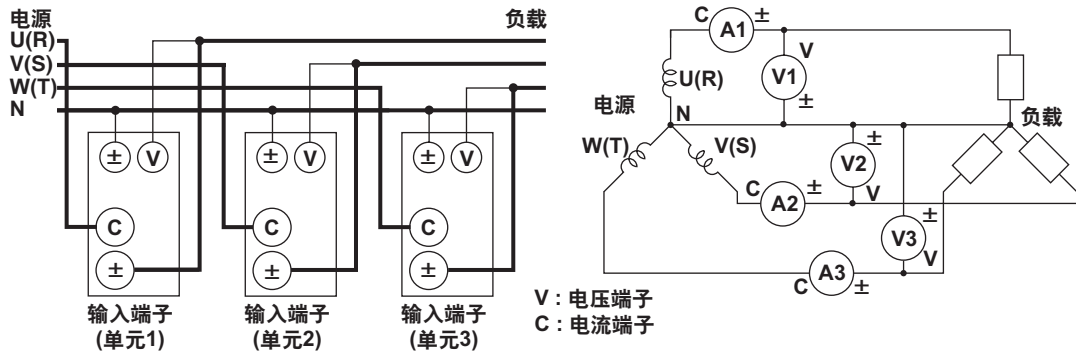 电源
负载
U(R)
V(S)
W(T)
N
± V
± V
± V
C
C
C
±
±
±
输入端子
(单元1)
输入端子
(单元2)
输入端子
(单元3)
C A1 ±
V
V1
±
U(R)
电源
N
负载
W(T)
V(S)
±
V2
V
C A2 ±
±
V3
V
C A3 ±
V : 电压端子
C : 电流端子